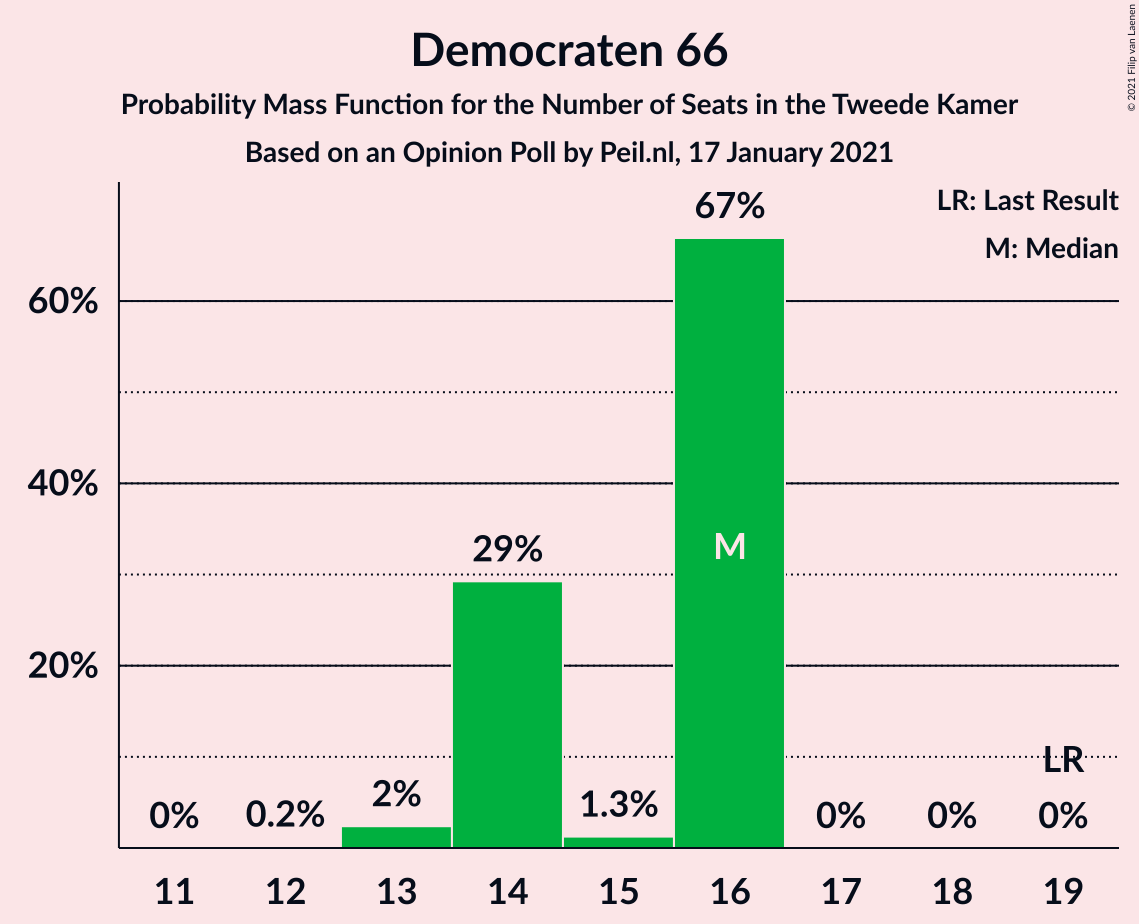 Democraten 66
Probability Mass Function for the Number of Seats in the Tweede Kamer
Based on an Opinion Poll by Peil.nl, 17 January 2021
© 2021 Filip van Laenen
LR: Last Result
M: Median
60%
40%
20%
0%
0.2%
2%
29%
1.3%
67%
M
0%
0%
LR
0%
11 12 13 14 15 16 17 18 19